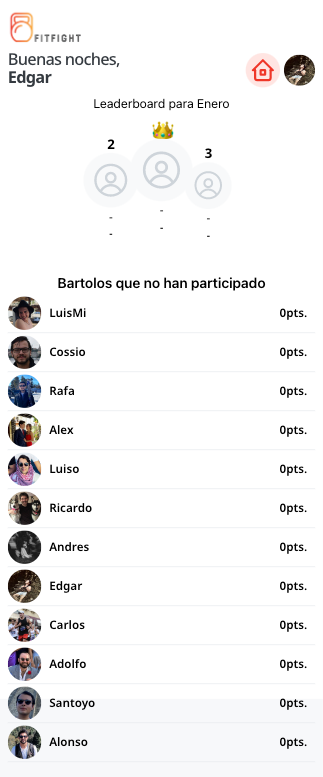 FITFIGHT
Buenas noches,
Edgar
Leaderboard para Enero
2
3
-
-
-
-
-
-
Bartolos que no han participado
LuisMi 0pts.
Cossio 0pts.
Rafa 0pts.
Alex 0pts.
Luiso 0pts.
Ricardo 0pts.
Andres 0pts.
Edgar 0pts.
Carlos 0pts.
Adolfo 0pts.
Santoyo 0pts.
Alonso 0pts.